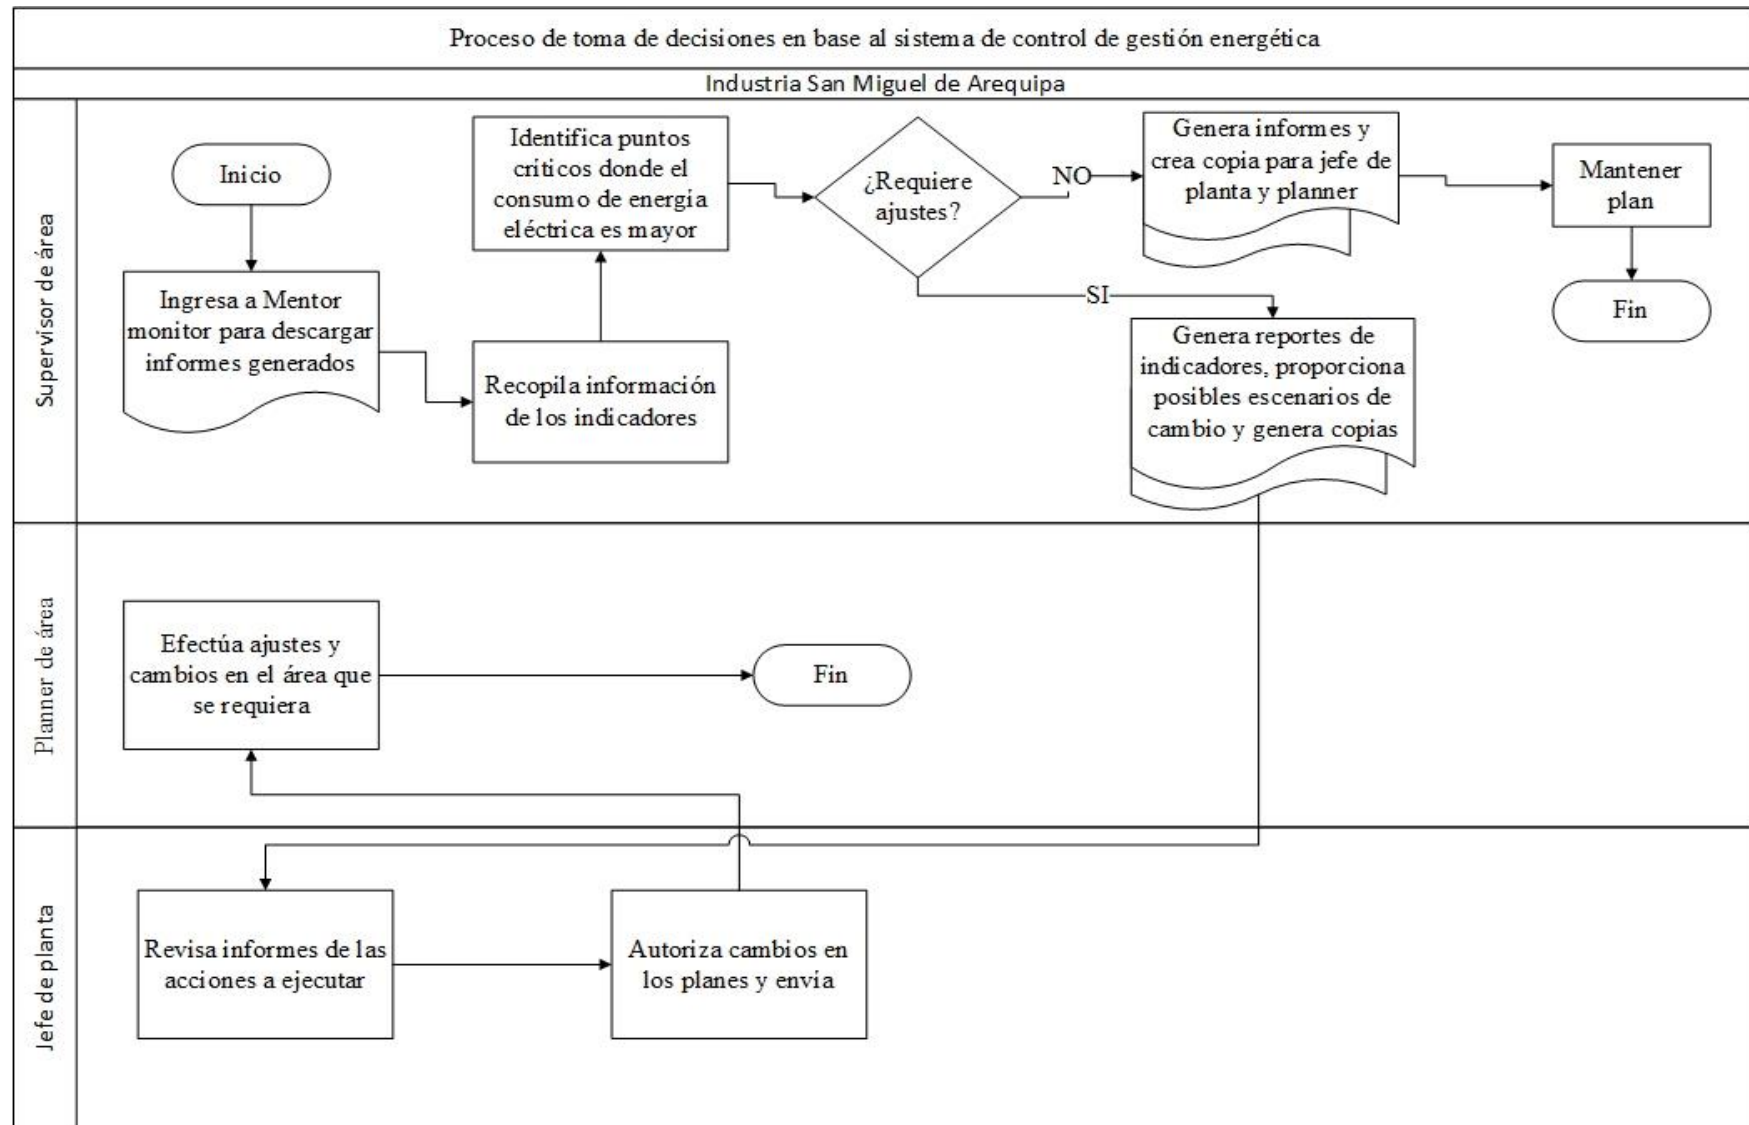 Proceso de toma de decisiones en base al sistema de control de gestión energética
Industria San Miguel de Arequipa
Supervisor de área
Inicio
Ingresa a Mentor
monitor para descargar
informes generados
Recopila información
de los indicadores
Identifica puntos
críticos donde el
consumo de energía
eléctrica es mayor
¿Requiere
ajustes?
NO
Genera informes y
crea copia para jefe de
planta y planner
Mantener
plan
Fin
SI
Genera reportes de
indicadores, proporciona
posibles escenarios de
cambio y genera copias
Planner de área
Efectúa ajustes y
cambios en el área que
se requiera
Fin
Jefe de planta
Revisa informes de las
acciones a ejecutar
Autoriza cambios en
los planes y envía